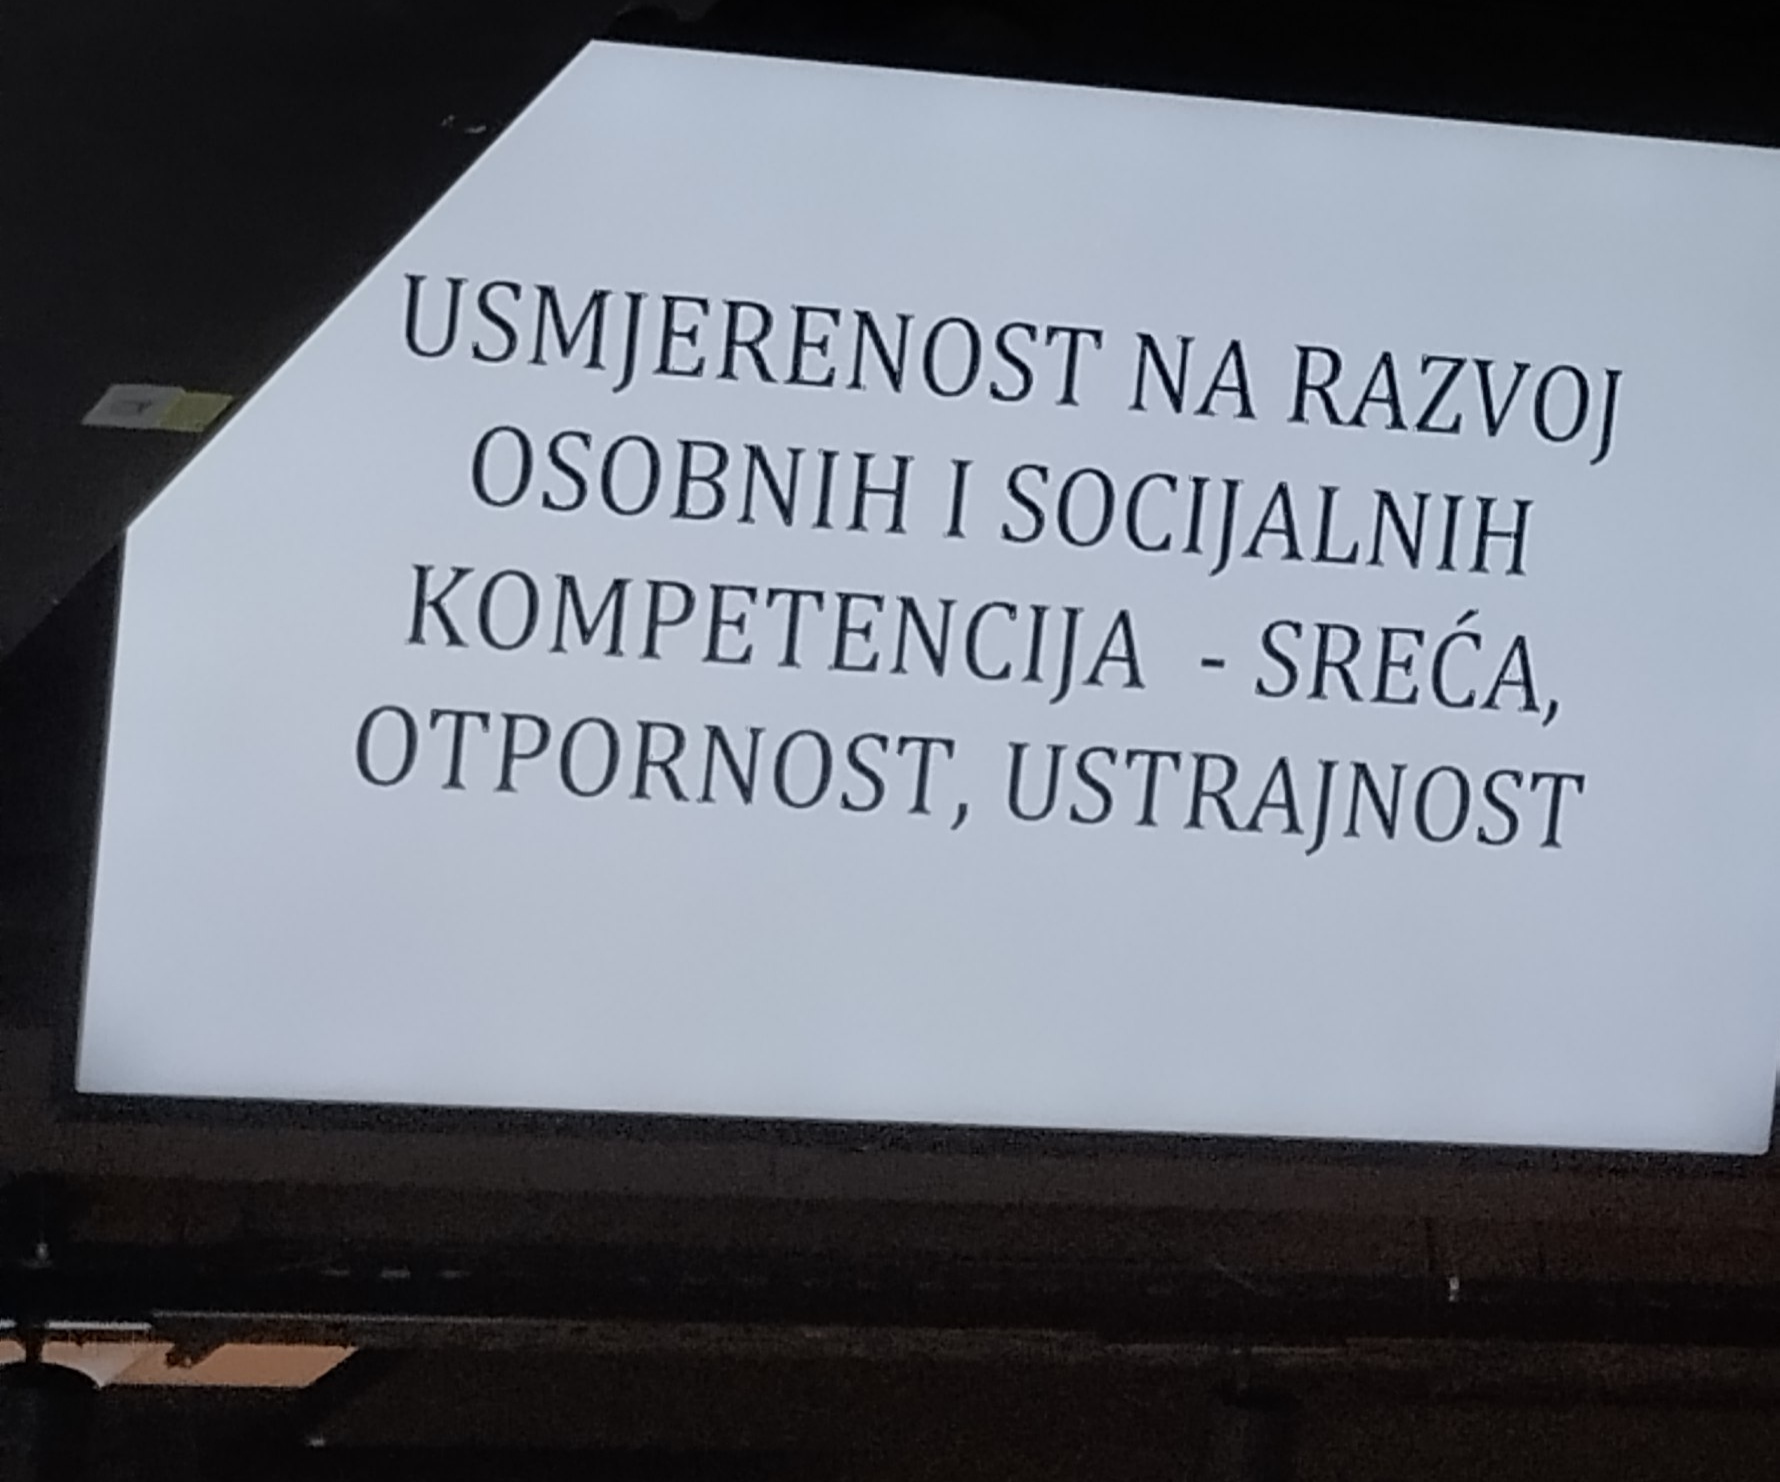 USMJERENOST NA RAZVOJ
OSOBNIH I SOCIJALNIH
KOMPETENCIJA - SREĆA,
OTPORNOST, USTRAJNOST